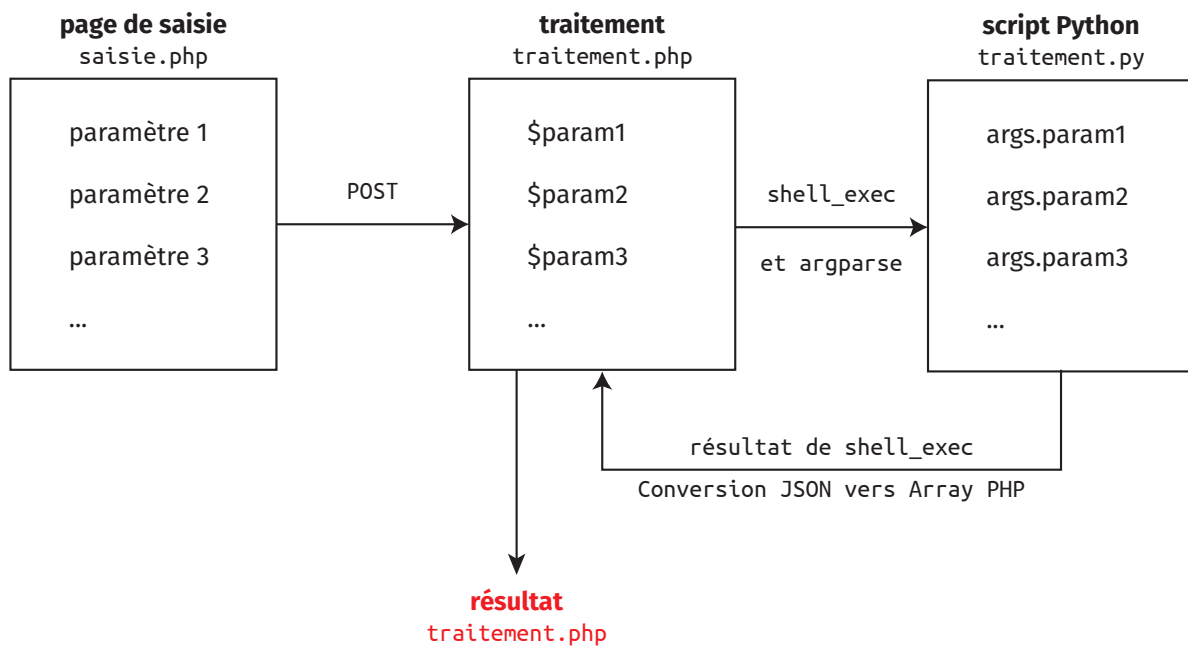 page de saisie
saisie.php
paramètre 1
paramètre 2
paramètre 3
...
POST
traitement
traitement.php
$param1
$param2
$param3
...
shell_exec
et argparse
script Python
traitement.py
args.param1
args.param2
args.param3
...
résultat de shell_exec
Conversion JSON vers Array PHP
résultat
traitement.php